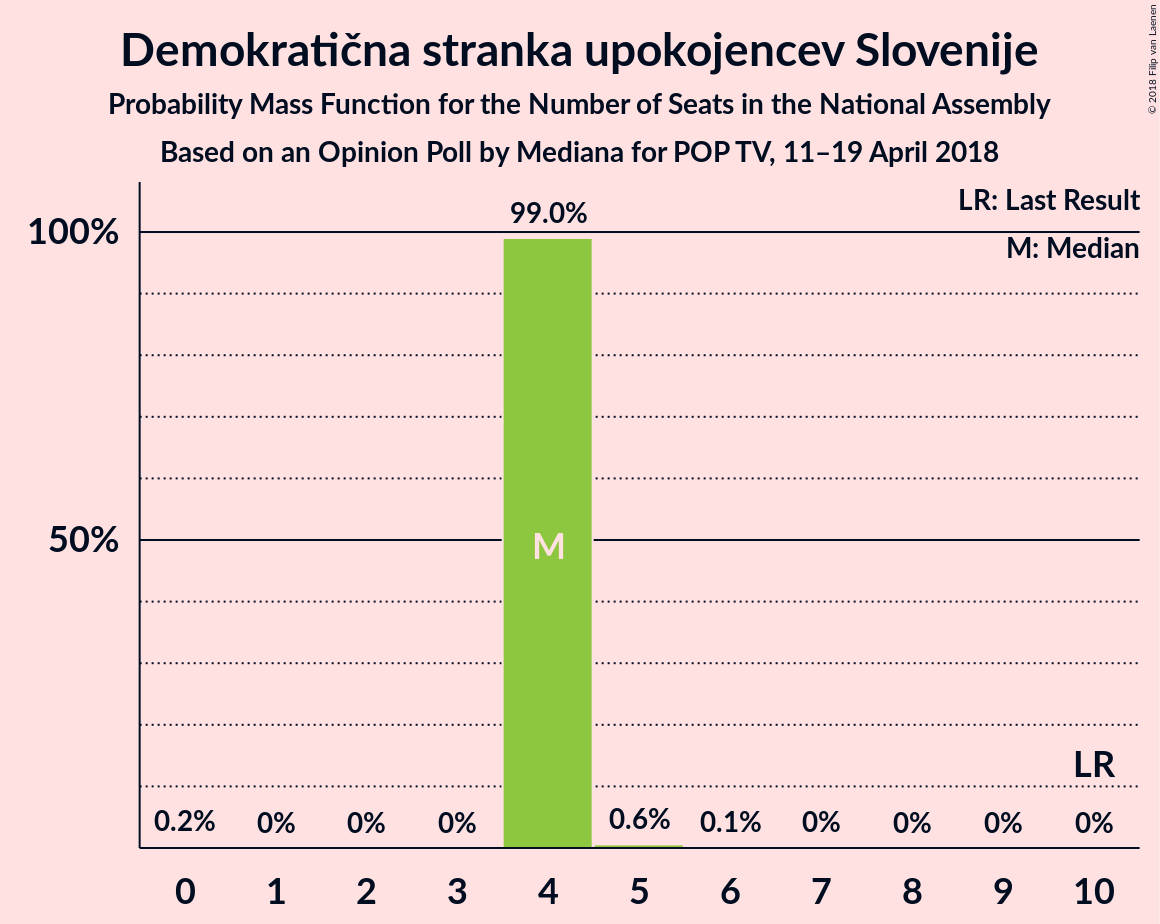 Demokratična stranka upokojencev Slovenije
Probability Mass Function for the Number of Seats in the National Assembly
Based on an Opinion Poll by Mediana for POP TV, 11–19 April 2018
© 2018 Filip van Laenen
LR: Last Result
M: Median
100%
50%
99.0%
M
LR
0.2%
0%
0%
0%
0.6%
0.1%
0%
0%
0%
0%
0 1 2 3 4 5 6 7 8 9 10